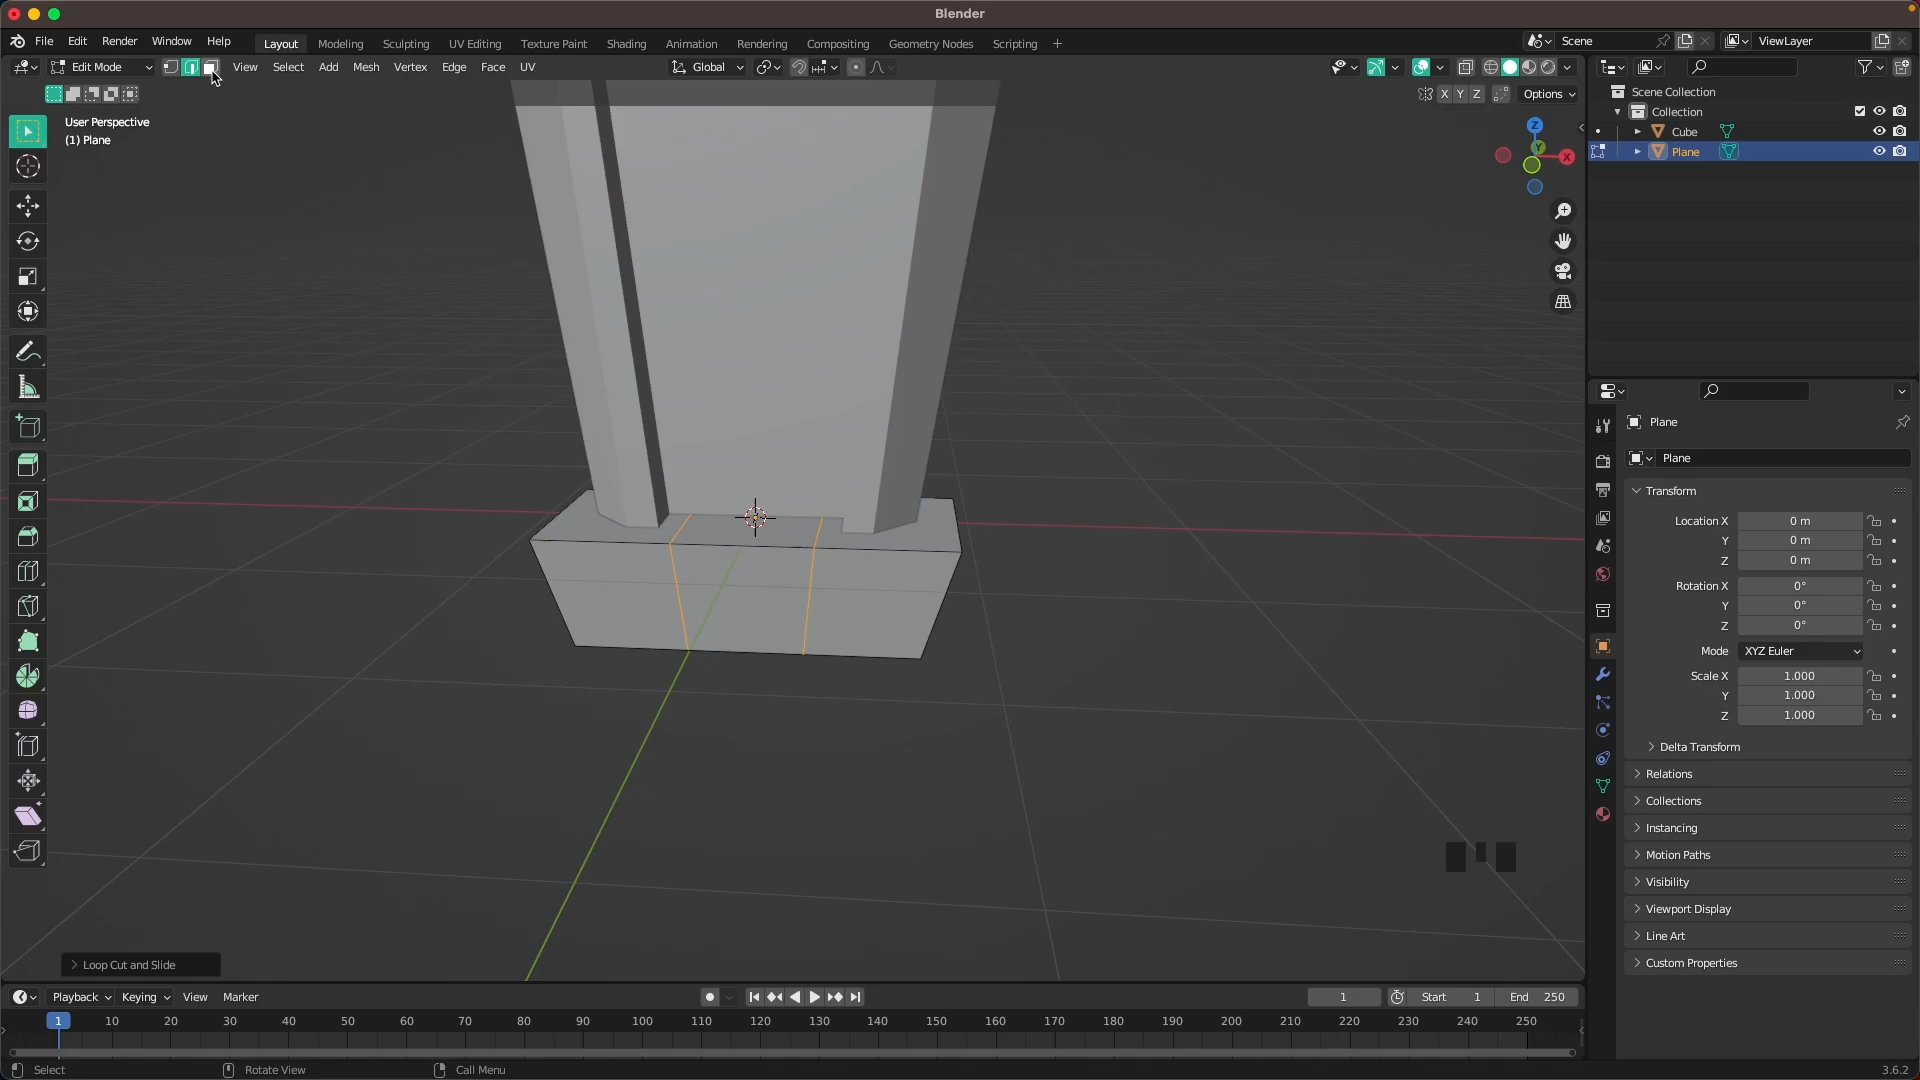 Blender
File Edit Render Window Help Layout Modeling Sculpting UV Editing Texture Paint Shading Animation Rendering Compositing Geometry Nodes Scripting + Scene ViewLayer
Edit Mode View Select Add Mesh Vertex Edge Face UV Global
X Y Z Options
User Perspective
(1) Plane
Z
Y
X
Scene Collection
Collection
Cube
Plane
Plane
Plane
Transform
Location X 0 m
Y 0 m
Z 0 m
Rotation X 0°
Y 0°
Z 0°
Mode XYZ Euler
Scale X 1.000
Y 1.000
Z 1.000
Delta Transform
Relations
Collections
Instancing
Motion Paths
Visibility
Viewport Display
Line Art
Custom Properties
Loop Cut and Slide
Playback Keying View Marker 1 Start 1 End 250
1 10 20 30 40 50 60 70 80 90 100 110 120 130 140 150 160 170 180 190 200 210 220 230 240 250
Select Rotate View Call Menu 3.6.2